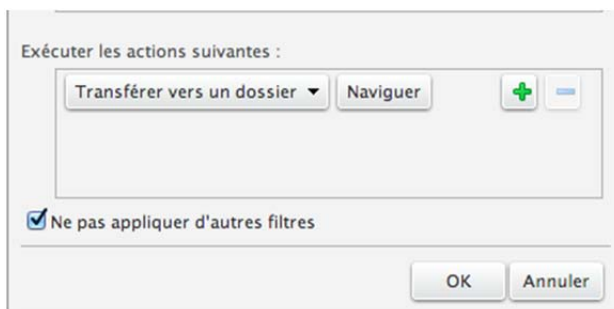 Exécuter les actions suivantes :
Transférer vers un dossier Naviguer
Ne pas appliquer d'autres filtres
OK Annuler